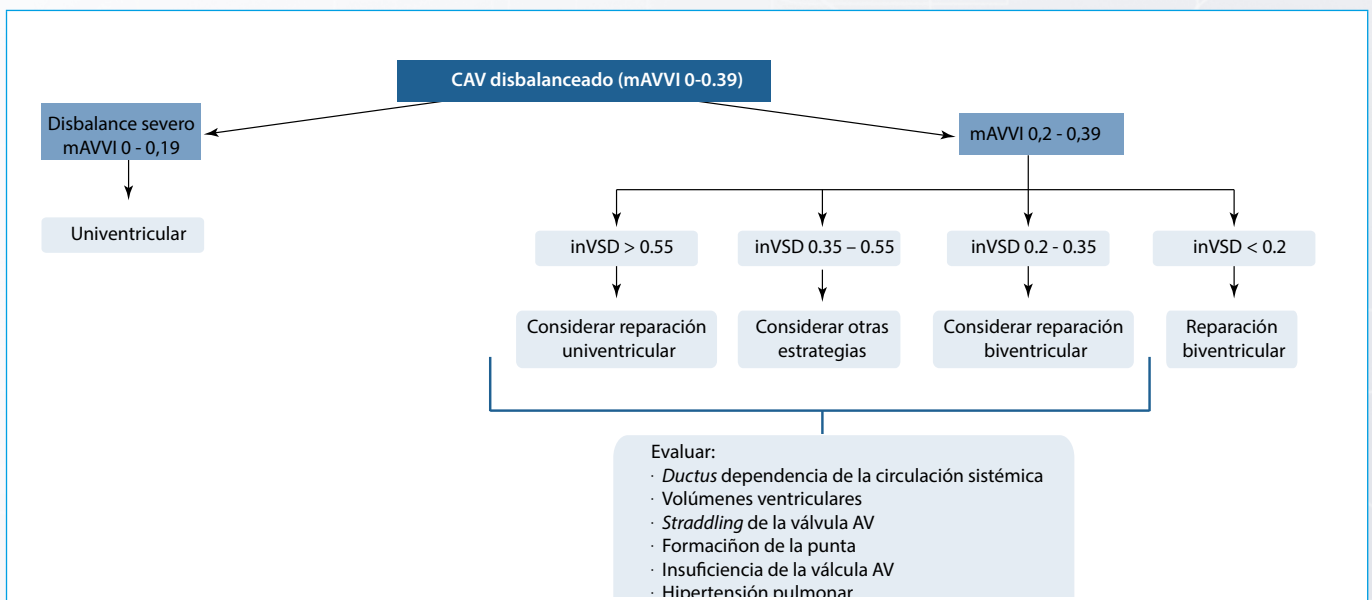 CAV disbalanceado (mAVVI 0-0.39)
Disbalance severo
mAVVI 0 - 0,19
mAVVI 0,2 - 0,39
Univentricular
inVSD > 0.55
inVSD 0.35 – 0.55
inVSD 0.2 - 0.35
inVSD < 0.2
Considerar reparación
univentricular
Considerar otras
estrategias
Considerar reparación
biventricular
Reparación
biventricular
Evaluar:
· Ductus dependencia de la circulación sistémica
· Volúmenes ventriculares
· Straddling de la válvula AV
· Formaciñon de la punta
· Insuficiencia de la válcula AV
· Hipertensión pulmonar